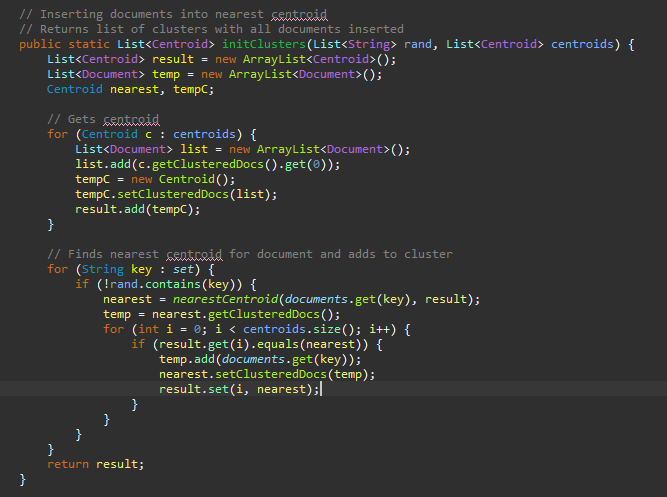 // Inserting documents into nearest centroid
// Returns list of clusters with all documents inserted
public static List<Centroid> initClusters(List<String> rand, List<Centroid> centroids) {
    List<Centroid> result = new ArrayList<Centroid>();
    List<Document> temp = new ArrayList<Document>();
    Centroid nearest, tempC;

    // Gets centroid
    for (Centroid c : centroids) {
        List<Document> list = new ArrayList<Document>();
        list.add(c.getClusteredDocs().get(0));
        tempC = new Centroid();
        tempC.setClusteredDocs(list);
        result.add(tempC);
    }

    // Finds nearest centroid for document and adds to cluster
    for (String key : set) {
        if (!rand.contains(key)) {
            nearest = nearestCentroid(documents.get(key), result);
            temp = nearest.getClusteredDocs();
            for (int i = 0; i < centroids.size(); i++) {
                if (result.get(i).equals(nearest)) {
                    temp.add(documents.get(key));
                    nearest.setClusteredDocs(temp);
                    result.set(i, nearest);
                }
            }
        }
    }
    return result;
}